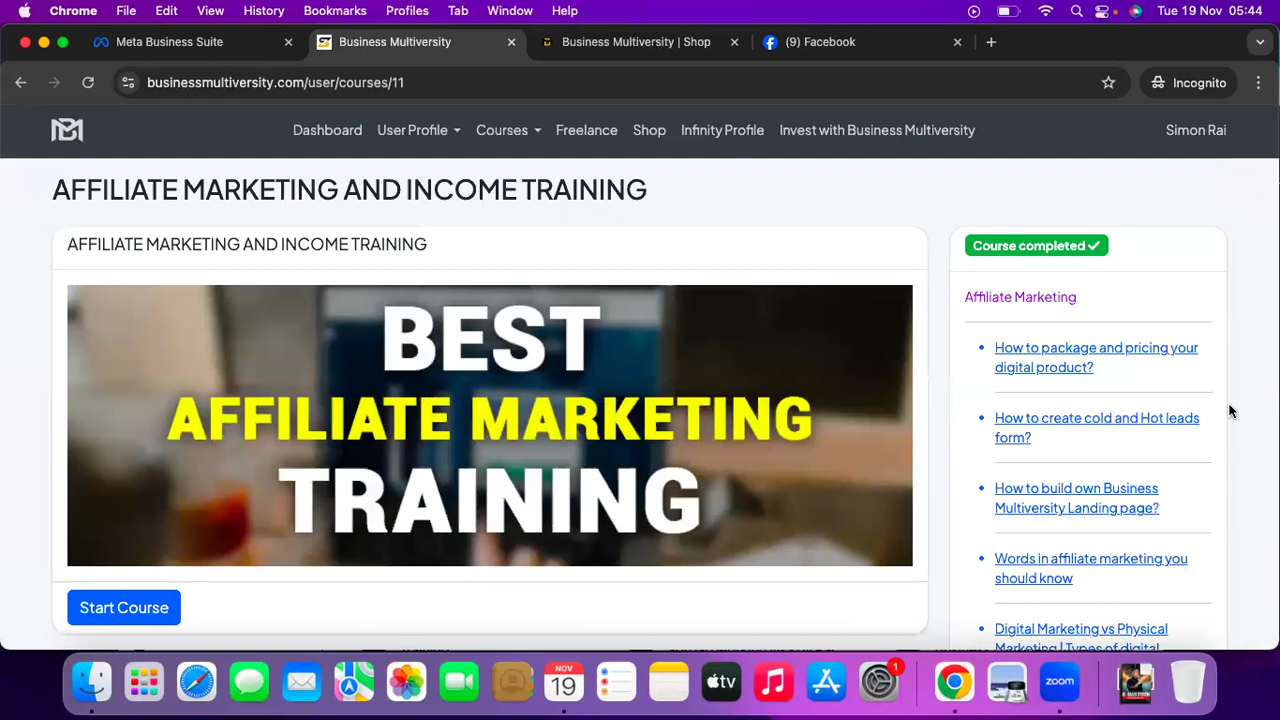 Chrome File Edit View History Bookmarks Profiles Tab Window Help Tue 19 Nov 05:44
Meta Business Suite Business Multiversity Business Multiversity | Shop (9) Facebook
businessmultiversity.com/user/courses/11 Incognito
Dashboard User Profile Courses Freelance Shop Infinity Profile Invest with Business Multiversity Simon Rai
AFFILIATE MARKETING AND INCOME TRAINING
AFFILIATE MARKETING AND INCOME TRAINING
BEST
AFFILIATE MARKETING
TRAINING
Start Course
Course completed
Affiliate Marketing
How to package and pricing your
digital product?
How to create cold and Hot leads
form?
How to build own Business
Multiversity Landing page?
Words in affiliate marketing you
should know
Digital Marketing vs Physical
Marketing | Types of digital
NOV
19
tv
1
zoom